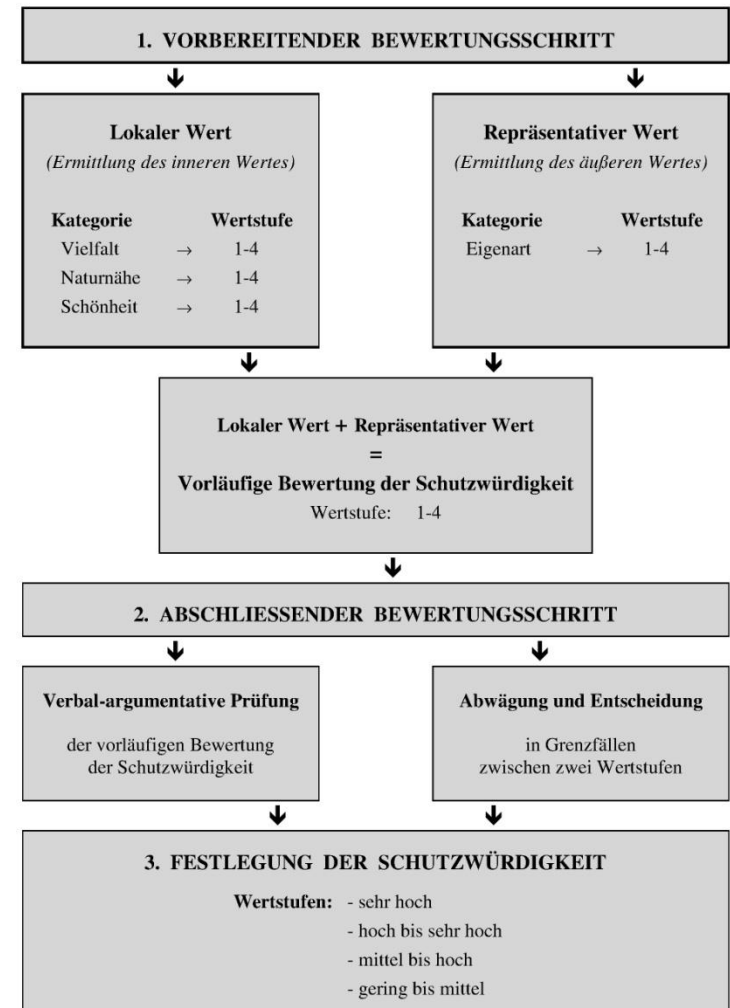 1. VORBEREITENDER BEWERTUNGSSCHRITT
Lokaler Wert
(Ermittlung des inneren Wertes)
Kategorie Wertstufe
Vielfalt → 1-4
Naturnähe → 1-4
Schönheit → 1-4
Repräsentativer Wert
(Ermittlung des äußeren Wertes)
Kategorie Wertstufe
Eigenart → 1-4
Lokaler Wert + Repräsentativer Wert
=
Vorläufige Bewertung der Schutzwürdigkeit
Wertstufe: 1-4
2. ABSCHLIESSENDER BEWERTUNGSSCHRITT
Verbal-argumentative Prüfung
der vorläufigen Bewertung
der Schutzwürdigkeit
Abwägung und Entscheidung
in Grenzfällen
zwischen zwei Wertstufen
3. FESTLEGUNG DER SCHUTZWÜRDIGKEIT
Wertstufen: - sehr hoch
- hoch bis sehr hoch
- mittel bis hoch
- gering bis mittel